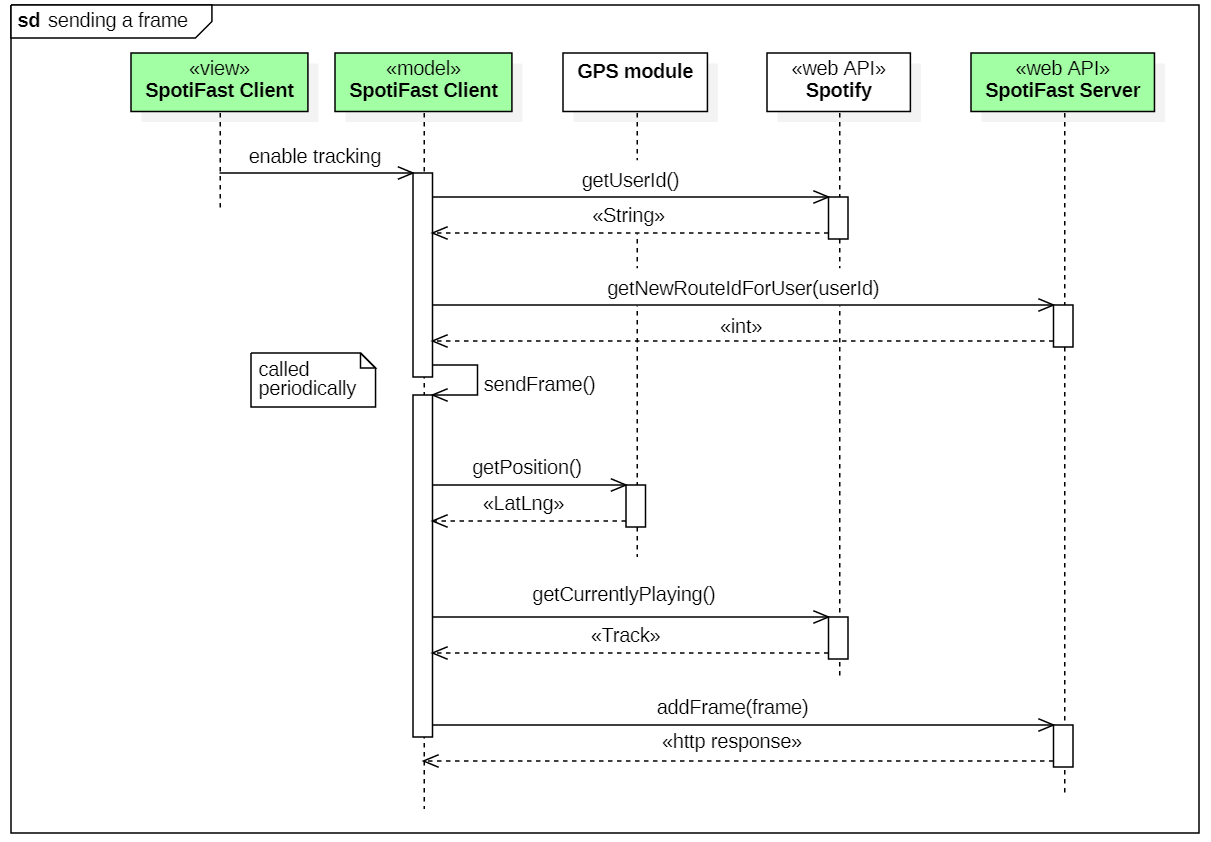 sd sending a frame
«view»
SpotiFast Client
«model»
SpotiFast Client
GPS module
«web API»
Spotify
«web API»
SpotiFast Server
enable tracking
getUserId()
«String»
getNewRouteIdForUser(userId)
«int»
called
periodically
sendFrame()
getPosition()
«LatLng»
getCurrentlyPlaying()
«Track»
addFrame(frame)
«http response»